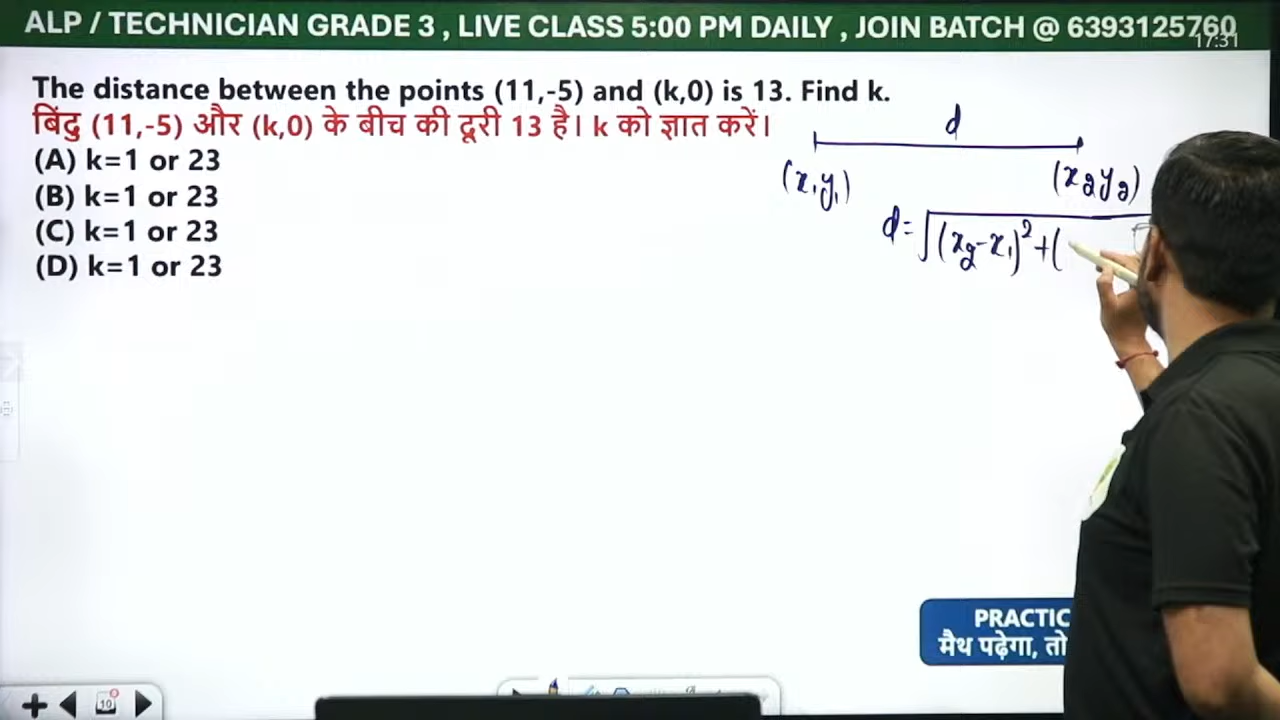 ALP / TECHNICIAN GRADE 3 , LIVE CLASS 5:00 PM DAILY , JOIN BATCH @ 6393125760
17:31
The distance between the points (11,-5) and (k,0) is 13. Find k.
बिंदु (11,-5) और (k,0) के बीच की दूरी 13 है। k को ज्ञात करें।
(A) k=1 or 23
(B) k=1 or 23
(C) k=1 or 23
(D) k=1 or 23
d
(x₁y₁) (x₂y₂)
d=√(x₂-x₁)²+(
PRACTIC
मैथ पढ़ेगा, तो
10